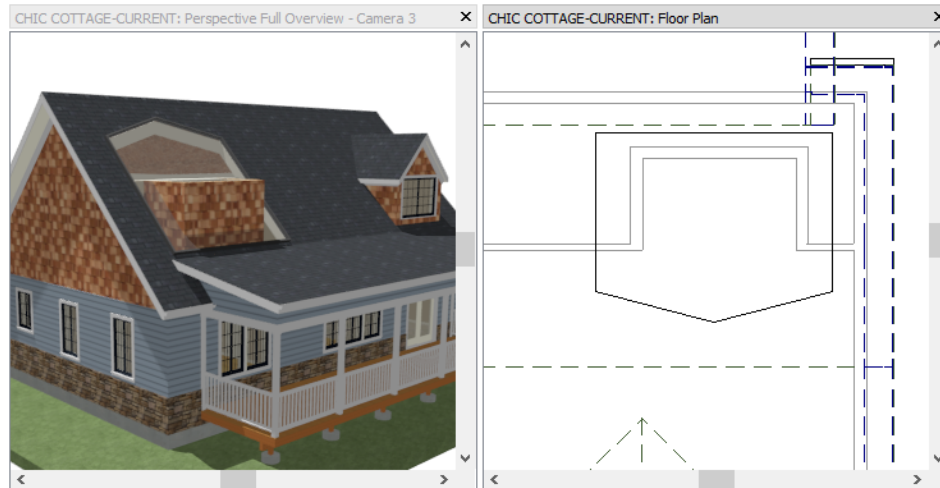 CHIC COTTAGE-CURRENT: Perspective Full Overview - Camera 3
CHIC COTTAGE-CURRENT: Floor Plan